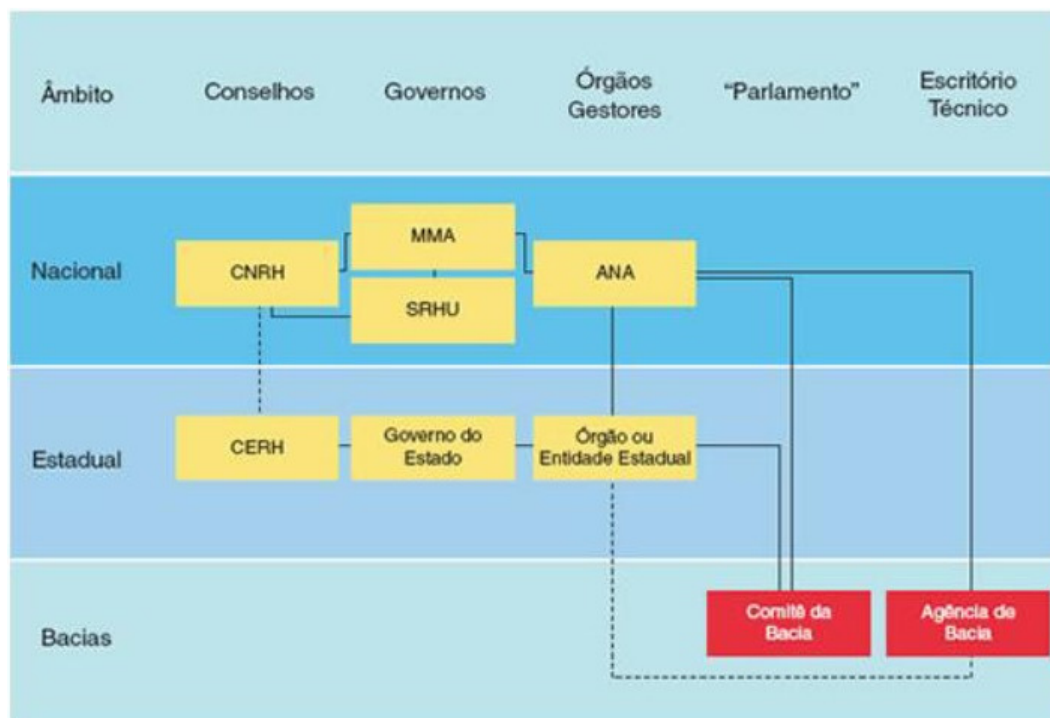 Âmbito
Conselhos
Governos
Órgãos
Gestores
“Parlamento”
Escritório
Técnico
Nacional
CNRH
MMA
SRHU
ANA
Estadual
CERH
Governo do
Estado
Órgão ou
Entidade Estadual
Bacias
Comitê da
Bacia
Agência de
Bacia